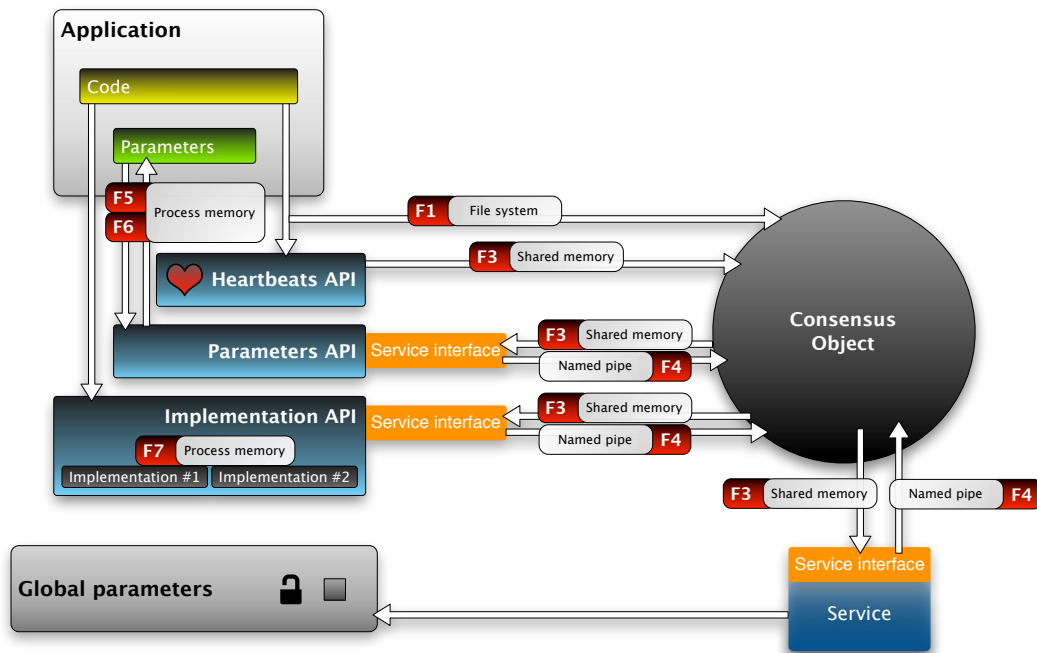 Application
Code
Parameters
F5
F6
Process memory
F1 File system
Heartbeats API
F3 Shared memory
Consensus
Object
Parameters API
Service interface
F3 Shared memory
Named pipe F4
Implementation API
Service interface
F3 Shared memory
Named pipe F4
F7 Process memory
Implementation #1
Implementation #2
F3 Shared memory
Named pipe F4
Service interface
Service
Global parameters